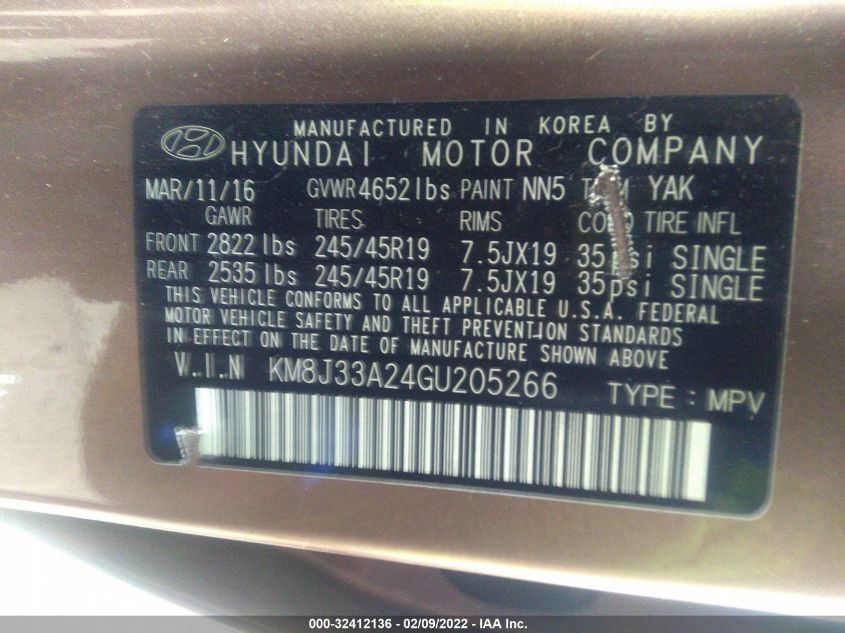 MANUFACTURED IN KOREA BY
HYUNDAI MOTOR COMPANY
MAR/11/16 GVWR 4652 lbs PAINT NN5 YAK
GAWR TIRES RIMS TIRE INFL
FRONT 2822 lbs 245/45R19 7.5JX19 35psi SINGLE
REAR 2535 lbs 245/45R19 7.5JX19 35psi SINGLE
THIS VEHICLE CONFORMS TO ALL APPLICABLE U.S.A. FEDERAL
MOTOR VEHICLE SAFETY AND THEFT PREVENTION STANDARDS
IN EFFECT ON THE DATE OF MANUFACTURE SHOWN ABOVE
V.I.N KM8J33A24GU205266 TYPE : MPV
000-32412136 - 02/09/2022 - IAA Inc.